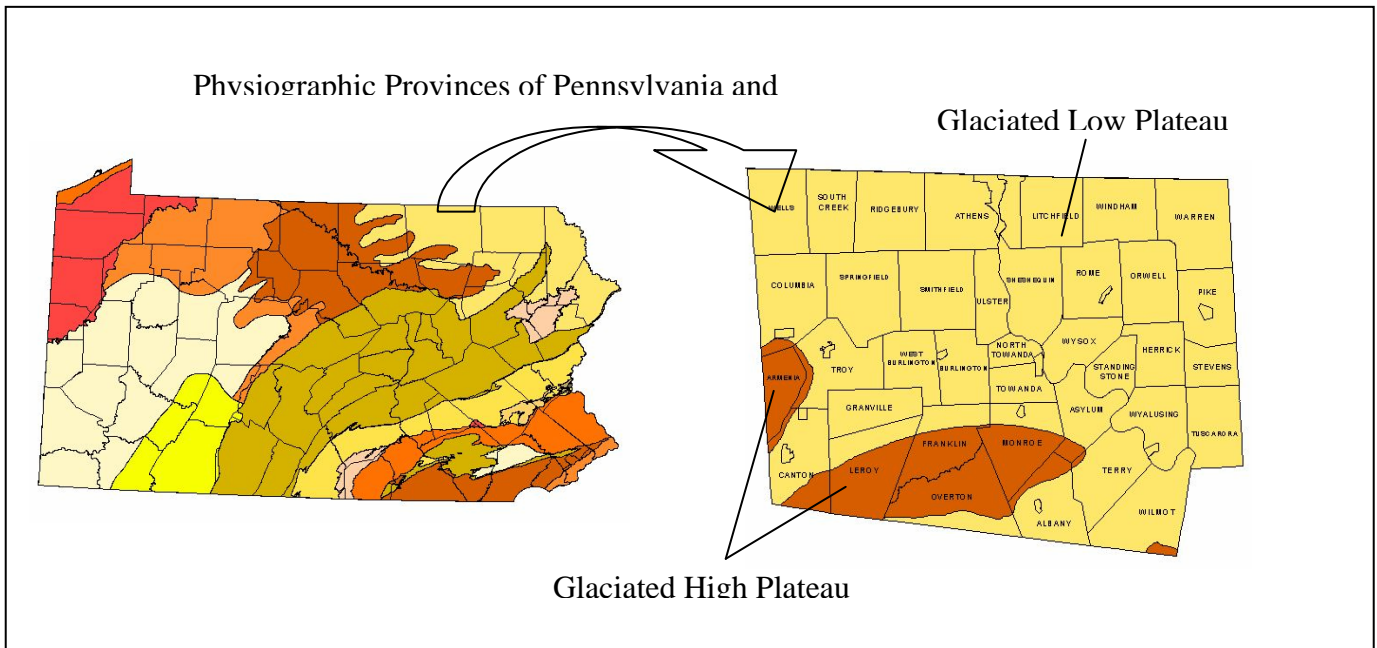 Physiographic Provinces of Pennsylvania and
Glaciated Low Plateau
WELLS
SOUTH
CREEK
RIDGEBURY
ATHENS
LITCHFIELD
WINDHAM
WARREN
COLUMBIA
SPRINGFIELD
SMITHFIELD
ULSTER
SHESHEQUIN
ROME
ORWELL
PIKE
ARMENIA
TROY
WEST
BURLINGTON
BURLINGTON
NORTH
TOWANDA
WYSOX
HERRICK
STANDING
STONE
STEVENS
TOWANDA
GRANVILLE
ASYLUM
WYALUSING
TUSCARORA
FRANKLIN
MONROE
CANTON
LEROY
TERRY
OVERTON
ALBANY
WILMOT
Glaciated High Plateau